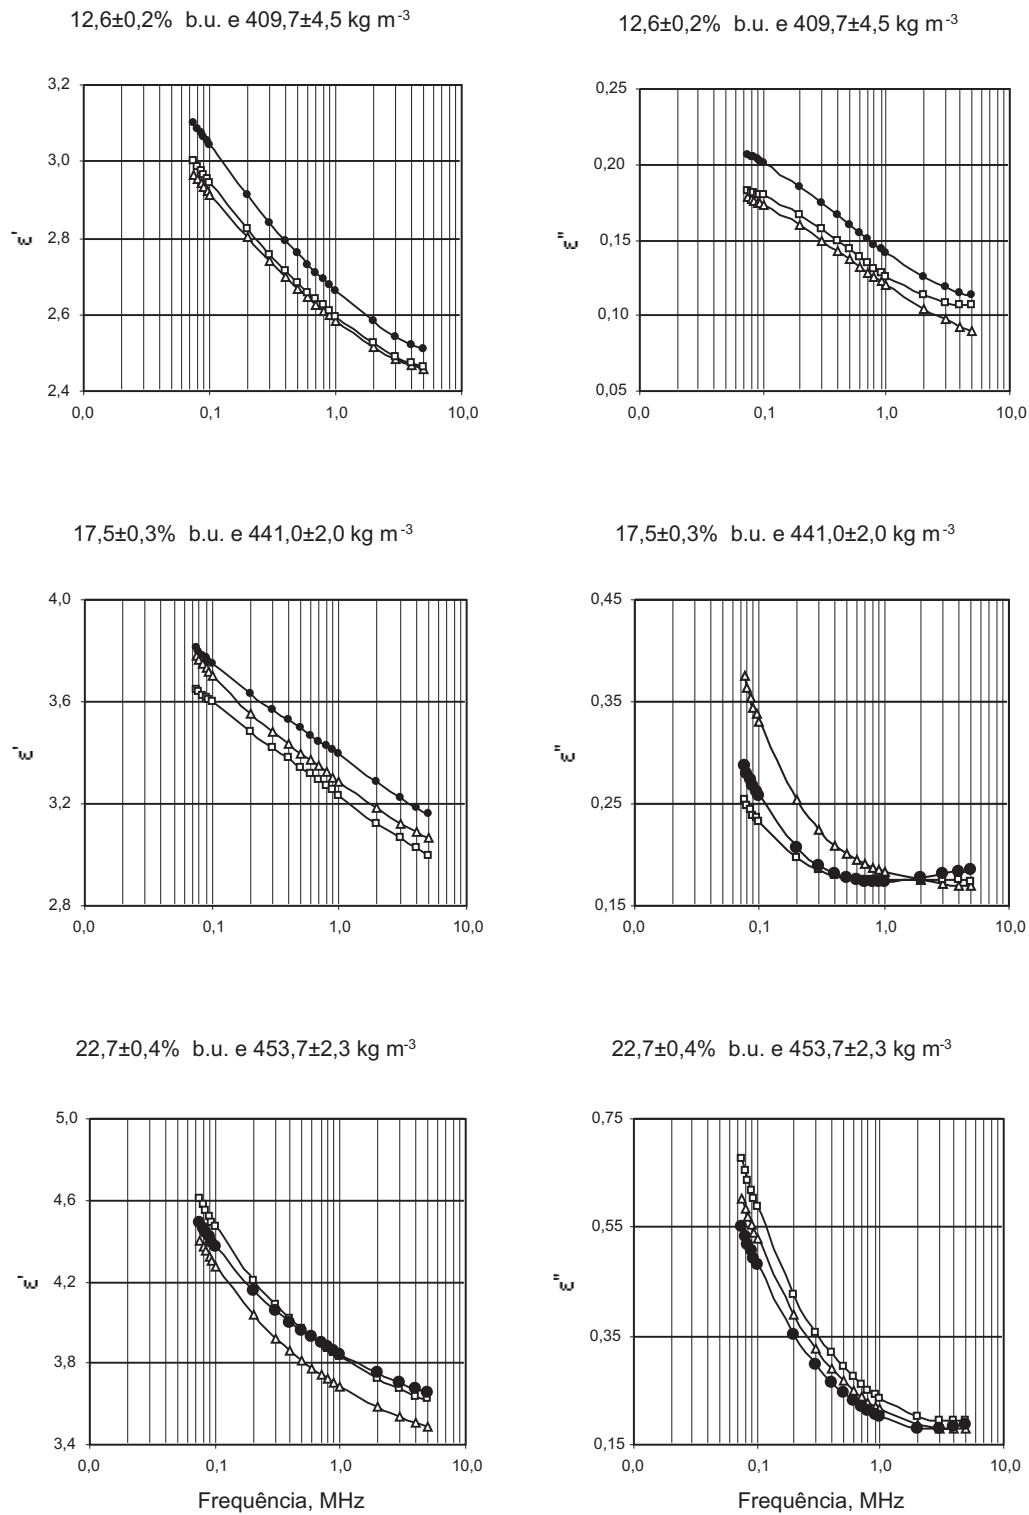 12,6±0,2% b.u. e 409,7±4,5 kg m-3
3,2
3,0
2,8
2,6
2,4
ε'
0,0 0,1 1,0 10,0
12,6±0,2% b.u. e 409,7±4,5 kg m-3
0,25
0,20
0,15
0,10
0,05
ε"
0,0 0,1 1,0 10,0
17,5±0,3% b.u. e 441,0±2,0 kg m-3
4,0
3,6
3,2
2,8
ε'
0,0 0,1 1,0 10,0
17,5±0,3% b.u. e 441,0±2,0 kg m-3
0,45
0,35
0,25
0,15
ε"
0,0 0,1 1,0 10,0
22,7±0,4% b.u. e 453,7±2,3 kg m-3
5,0
4,6
4,2
3,8
3,4
ε'
0,0 0,1 1,0 10,0
Frequência, MHz
22,7±0,4% b.u. e 453,7±2,3 kg m-3
0,75
0,55
0,35
0,15
ε"
0,0 0,1 1,0 10,0
Frequência, MHz